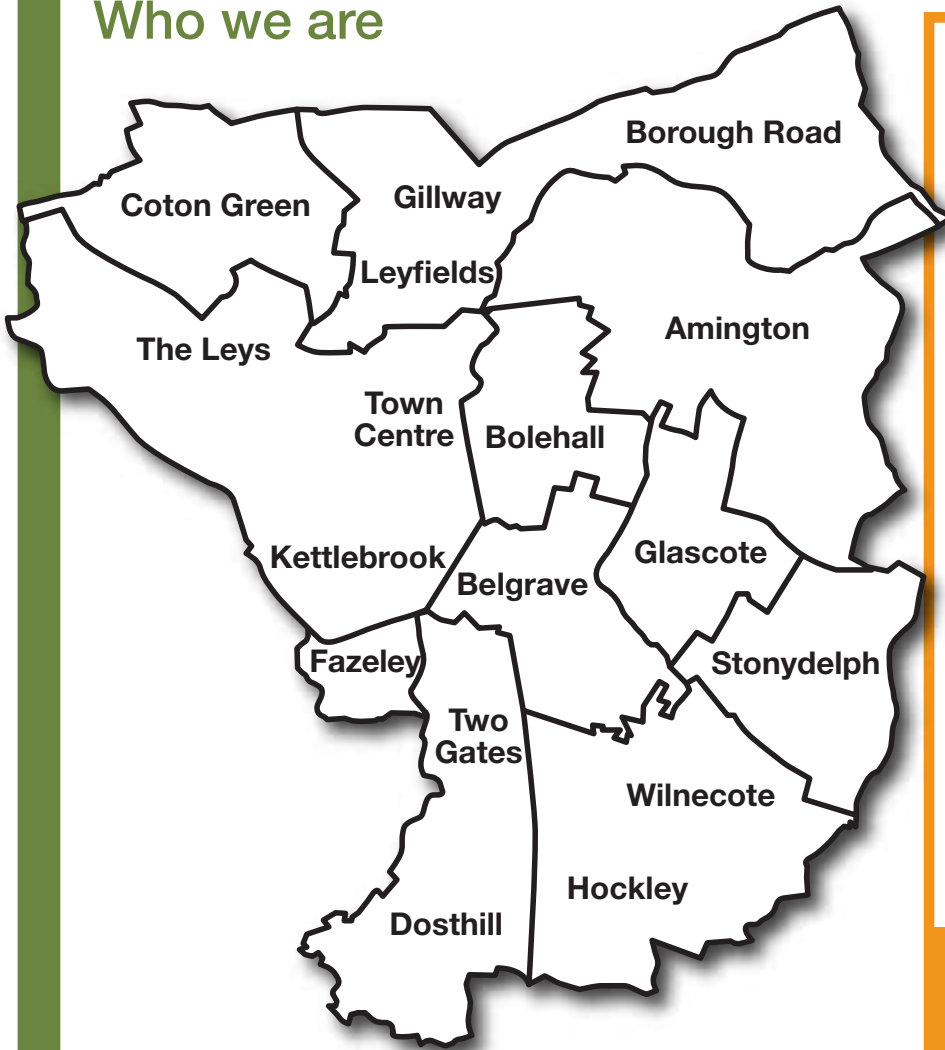 Who we are
Borough Road
Coton Green
Gillway
Leyfields
Amington
The Leys
Town
Centre
Bolehall
Kettlebrook
Belgrave
Glascote
Fazeley
Stonydelph
Two
Gates
Wilnecote
Hockley
Dosthill